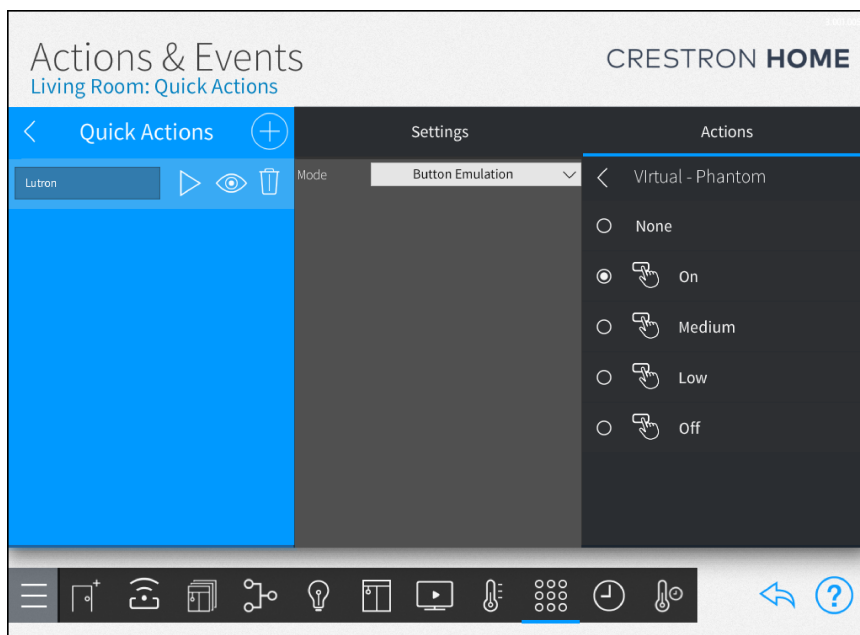 Actions & Events
CRESTRON HOME
Living Room: Quick Actions
Quick Actions
Settings
Actions
Lutron
Mode
Button Emulation
VIrtual - Phantom
None
On
Medium
Low
Off
?